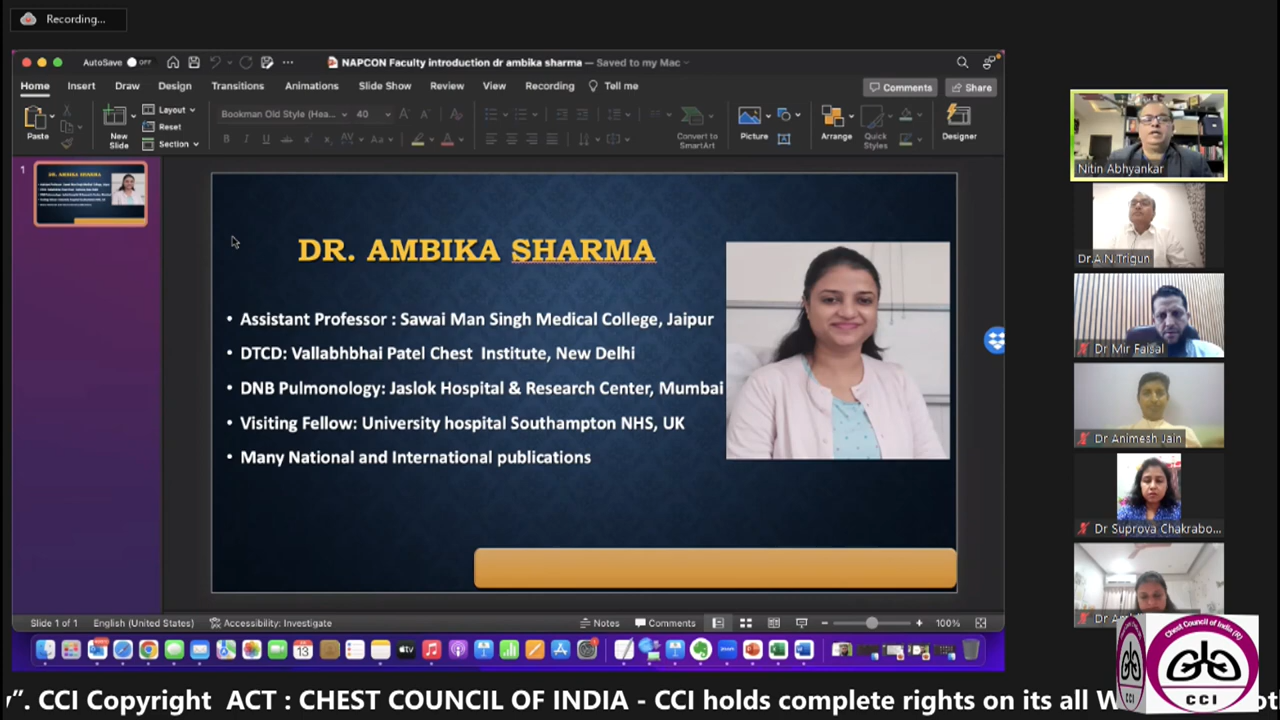 Recording...
AutoSave OFF
NAPCON Faculty introduction dr ambika sharma — Saved to my Mac
Home Insert Draw Design Transitions Animations Slide Show Review View Recording Tell me
Comments Share
Paste
New Slide
Layout
Reset
Section
Bookman Old Style (Hea... 40
Convert to SmartArt
Picture
Arrange
Quick Styles
Designer
1
DR. AMBIKA SHARMA
• Assistant Professor : Sawai Man Singh Medical College, Jaipur
• DTCD: Vallabhbhai Patel Chest Institute, New Delhi
• DNB Pulmonology: Jaslok Hospital & Research Center, Mumbai
• Visiting Fellow: University hospital Southampton NHS, UK
• Many National and International publications
Slide 1 of 1 English (United States) Accessibility: Investigate Notes Comments 100%
13
Nitin Abhyankar
Dr.A.N.Trigun
Dr Mir Faisal
Dr Animesh Jain
Dr Suprova Chakrabo...
Chest Council of India (R)
CCI
y”. CCI Copyright ACT : CHEST COUNCIL OF INDIA - CCI holds complete rights on its all W